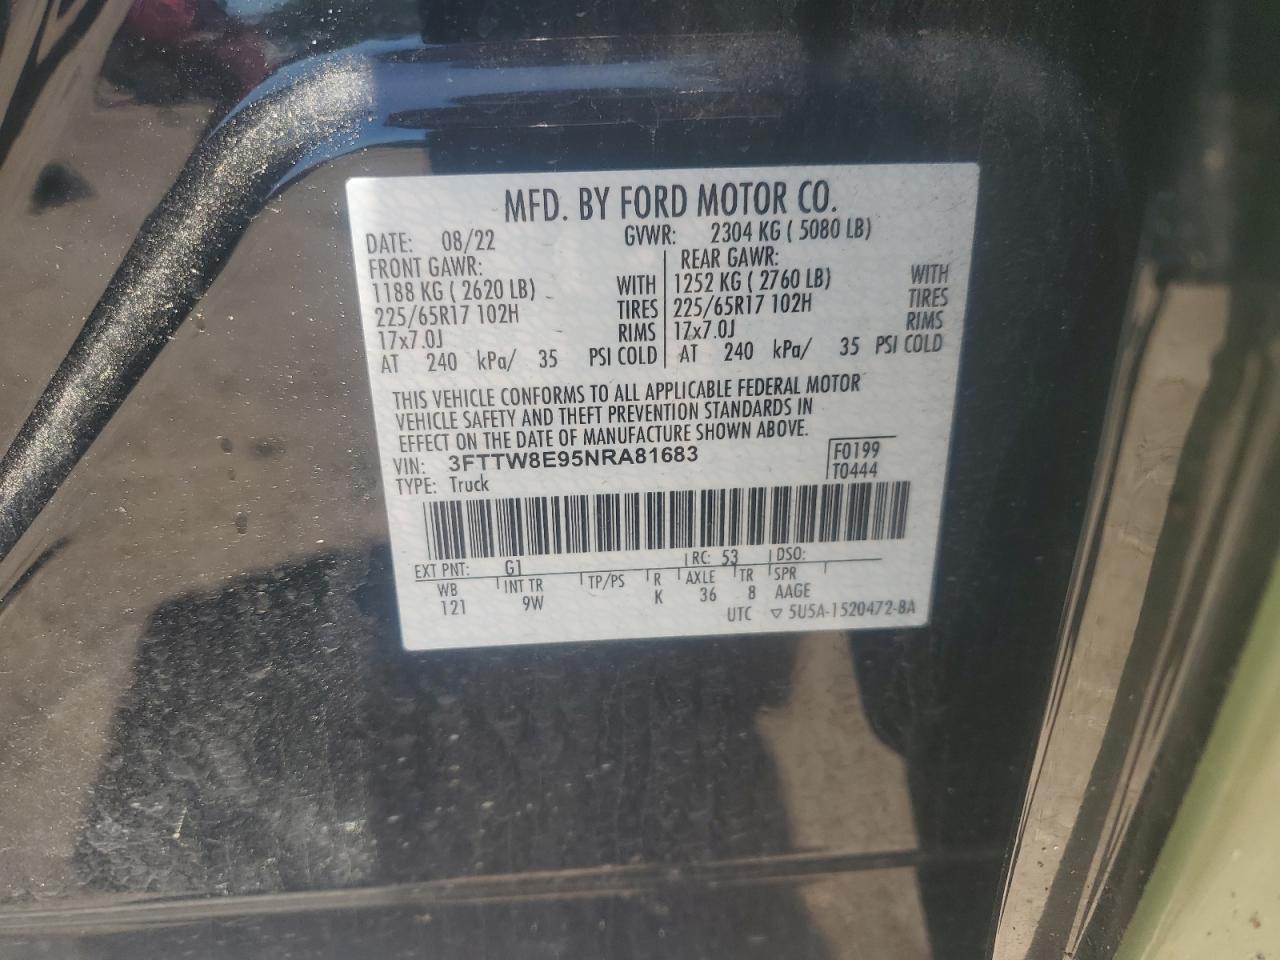 MFD. BY FORD MOTOR CO.
DATE: 08/22 GVWR: 2304 KG ( 5080 LB)
FRONT GAWR: REAR GAWR:
1188 KG ( 2620 LB) WITH 1252 KG ( 2760 LB) WITH
225/65R17 102H TIRES 225/65R17 102H TIRES
17x7.0J RIMS 17x7.0J RIMS
AT 240 kPa/ 35 PSI COLD AT 240 kPa/ 35 PSI COLD
THIS VEHICLE CONFORMS TO ALL APPLICABLE FEDERAL MOTOR
VEHICLE SAFETY AND THEFT PREVENTION STANDARDS IN
EFFECT ON THE DATE OF MANUFACTURE SHOWN ABOVE.
VIN: 3FTTW8E95NRA81683 F0199
TYPE: Truck T0444
EXT PNT: G1 RC: 53 DSO:
WB INT TR TP/PS R AXLE TR SPR
121 9W K 36 8 AAGE
UTC ▽ 5U5A-1520472-BA